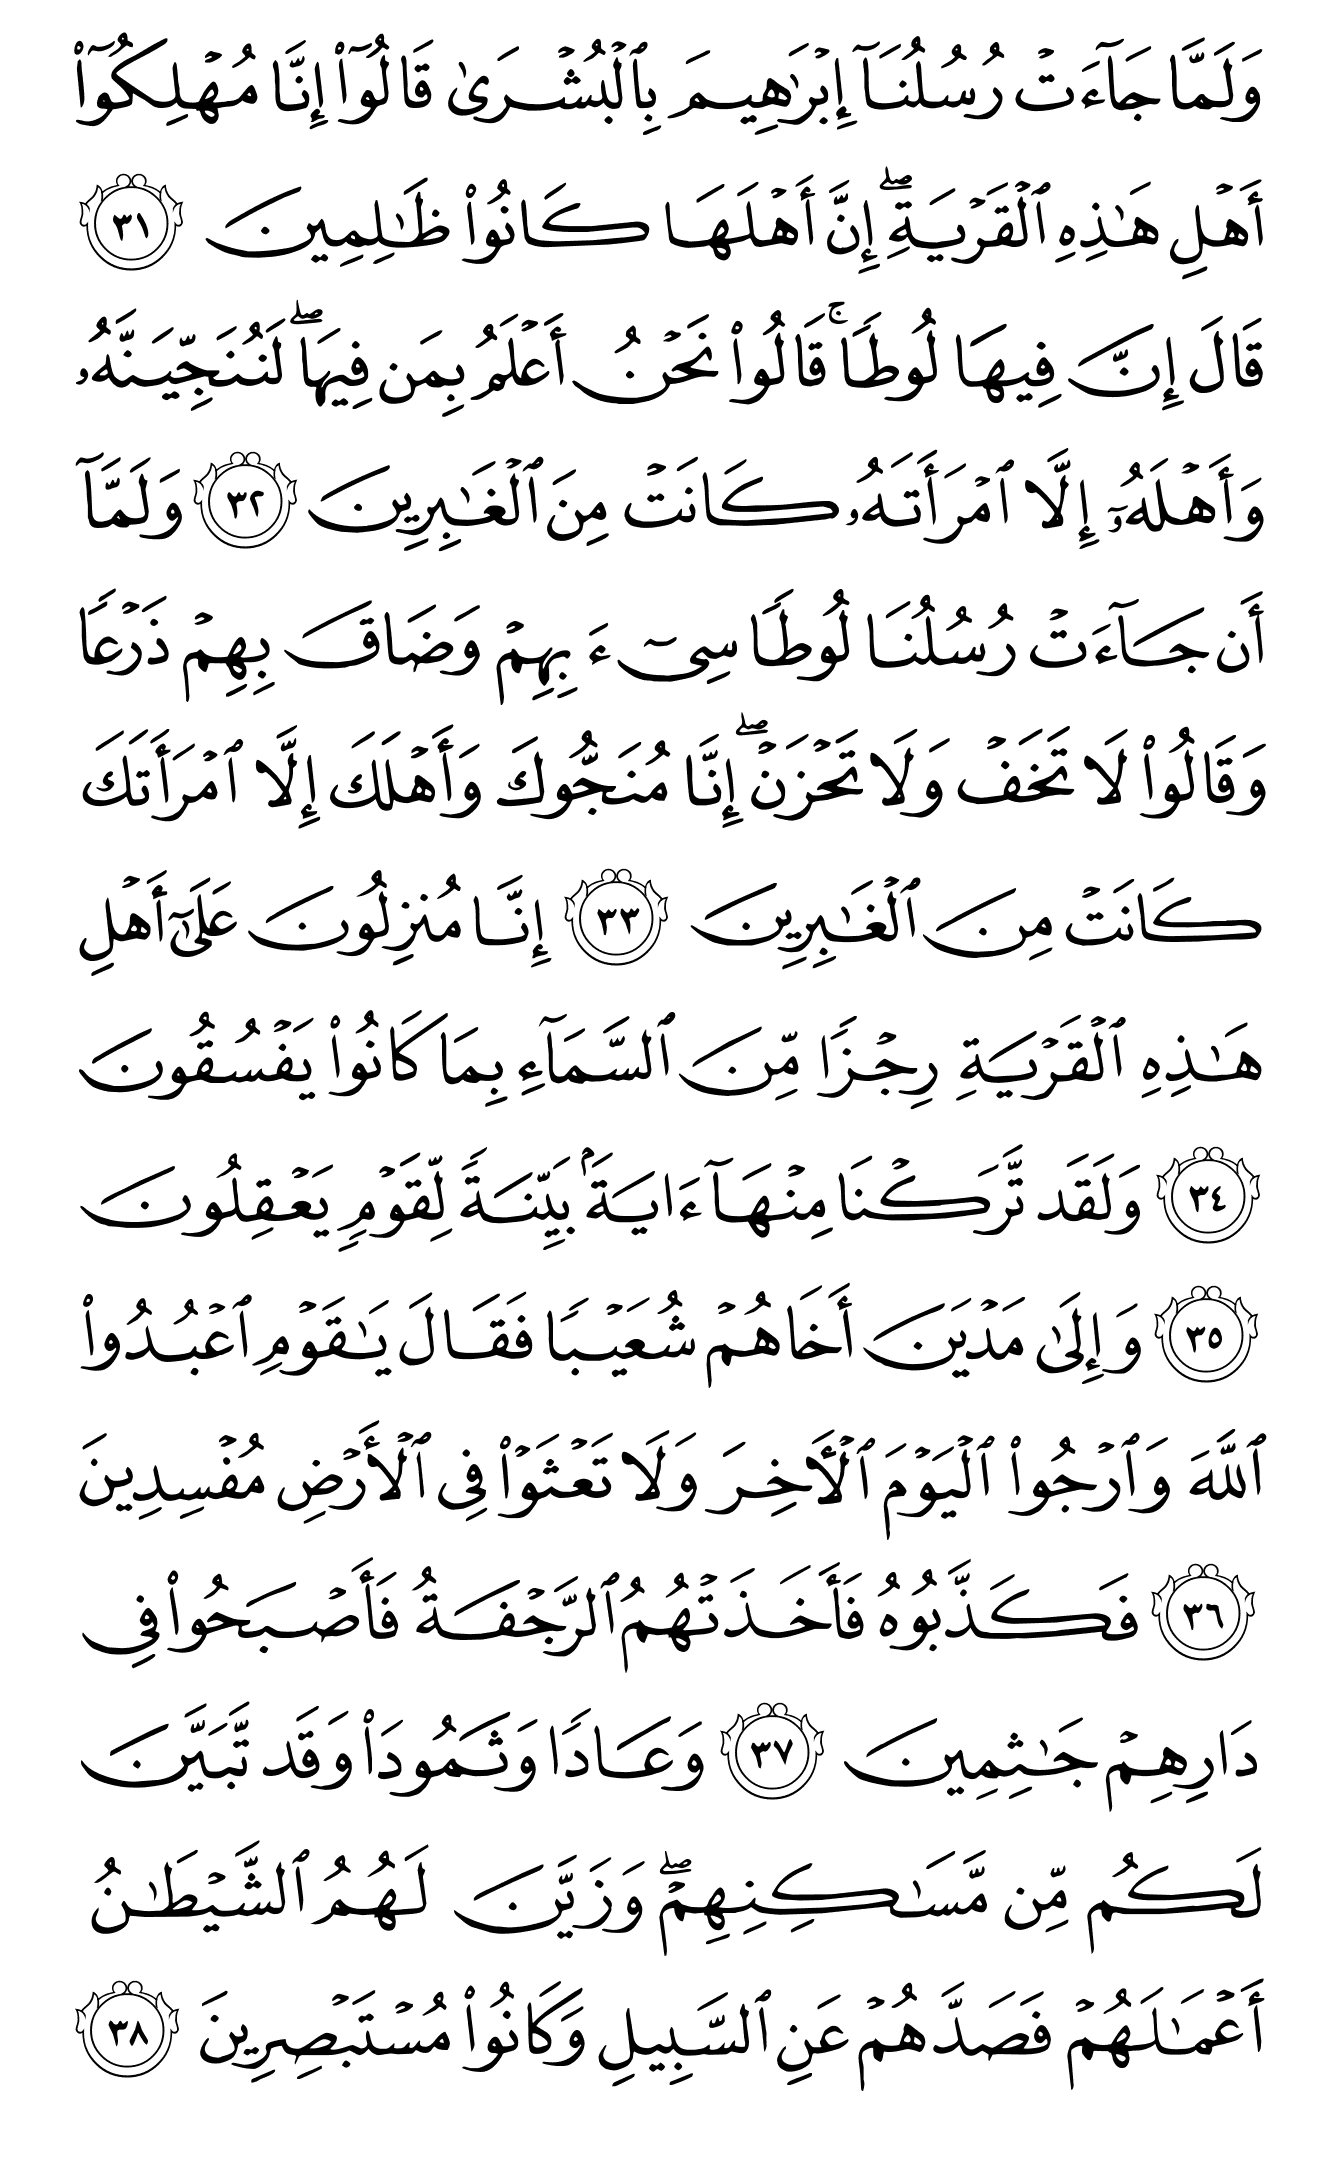 وَلَمَّا جَآءَتۡ رُسُلُنَآ إِبۡرَٰهِيمَ بِٱلۡبُشۡرَىٰ قَالُوٓاْ إِنَّا مُهۡلِكُوٓاْ
أَهۡلِ هَٰذِهِ ٱلۡقَرۡيَةِۖ إِنَّ أَهۡلَهَا كَانُواْ ظَٰلِمِينَ ٣١
قَالَ إِنَّ فِيهَا لُوطٗاۚ قَالُواْ نَحۡنُ أَعۡلَمُ بِمَن فِيهَاۖ لَنُنَجِّيَنَّهُۥ
وَأَهۡلَهُۥٓ إِلَّا ٱمۡرَأَتَهُۥ كَانَتۡ مِنَ ٱلۡغَٰبِرِينَ ٣٢ وَلَمَّآ
أَن جَآءَتۡ رُسُلُنَا لُوطٗا سِيٓءَ بِهِمۡ وَضَاقَ بِهِمۡ ذَرۡعٗا
وَقَالُواْ لَا تَخَفۡ وَلَا تَحۡزَنۡۖ إِنَّا مُنَجُّوكَ وَأَهۡلَكَ إِلَّا ٱمۡرَأَتَكَ
كَانَتۡ مِنَ ٱلۡغَٰبِرِينَ ٣٣ إِنَّا مُنزِلُونَ عَلَىٰٓ أَهۡلِ
هَٰذِهِ ٱلۡقَرۡيَةِ رِجۡزٗا مِّنَ ٱلسَّمَآءِ بِمَا كَانُواْ يَفۡسُقُونَ
٣٤ وَلَقَد تَّرَكۡنَا مِنۡهَآ ءَايَةَۢ بَيِّنَةٗ لِّقَوۡمٖ يَعۡقِلُونَ
٣٥ وَإِلَىٰ مَدۡيَنَ أَخَاهُمۡ شُعَيۡبٗا فَقَالَ يَٰقَوۡمِ ٱعۡبُدُواْ
ٱللَّهَ وَٱرۡجُواْ ٱلۡيَوۡمَ ٱلۡأٓخِرَ وَلَا تَعۡثَوۡاْ فِي ٱلۡأَرۡضِ مُفۡسِدِينَ
٣٦ فَكَذَّبُوهُ فَأَخَذَتۡهُمُ ٱلرَّجۡفَةُ فَأَصۡبَحُواْ فِي
دَارِهِمۡ جَٰثِمِينَ ٣٧ وَعَادٗا وَثَمُودَاْ وَقَد تَّبَيَّنَ
لَكُم مِّن مَّسَٰكِنِهِمۡۖ وَزَيَّنَ لَهُمُ ٱلشَّيۡطَٰنُ
أَعۡمَٰلَهُمۡ فَصَدَّهُمۡ عَنِ ٱلسَّبِيلِ وَكَانُواْ مُسۡتَبۡصِرِينَ ٣٨